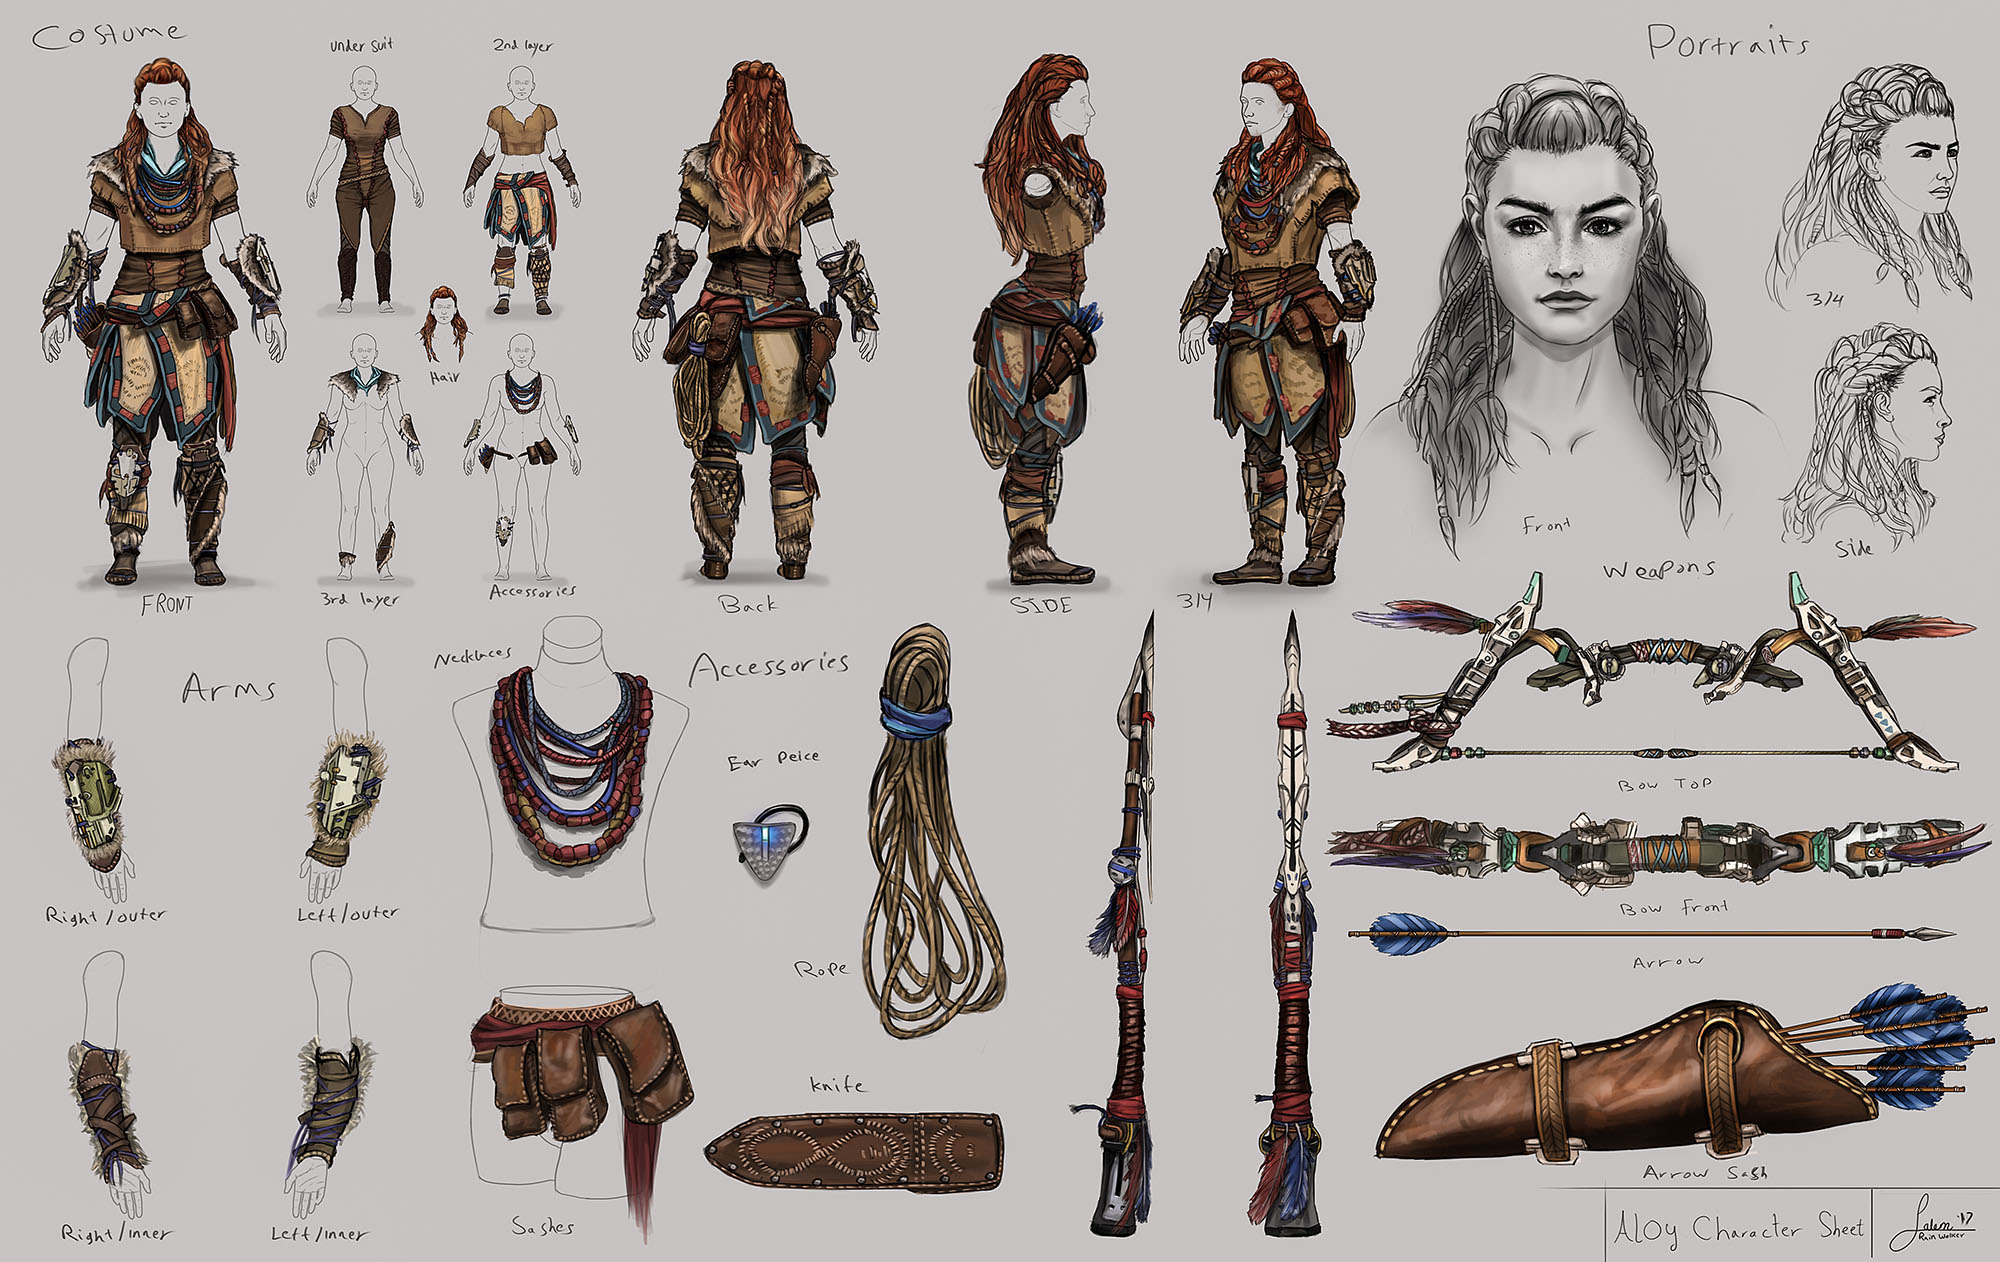 Costume
under suit
2nd layer
Hair
3rd layer
Accessories
FRONT
Back
SIDE
3/4
Portraits
Front
3/4
Side
Arms
Right/outer
Left/outer
Right/inner
Left/inner
Necklaces
Sashes
Accessories
Ear Peice
Rope
knife
Weapons
Bow Top
Bow Front
Arrow
Arrow Sash
Aloy Character Sheet
Salem '17
Rain Walker